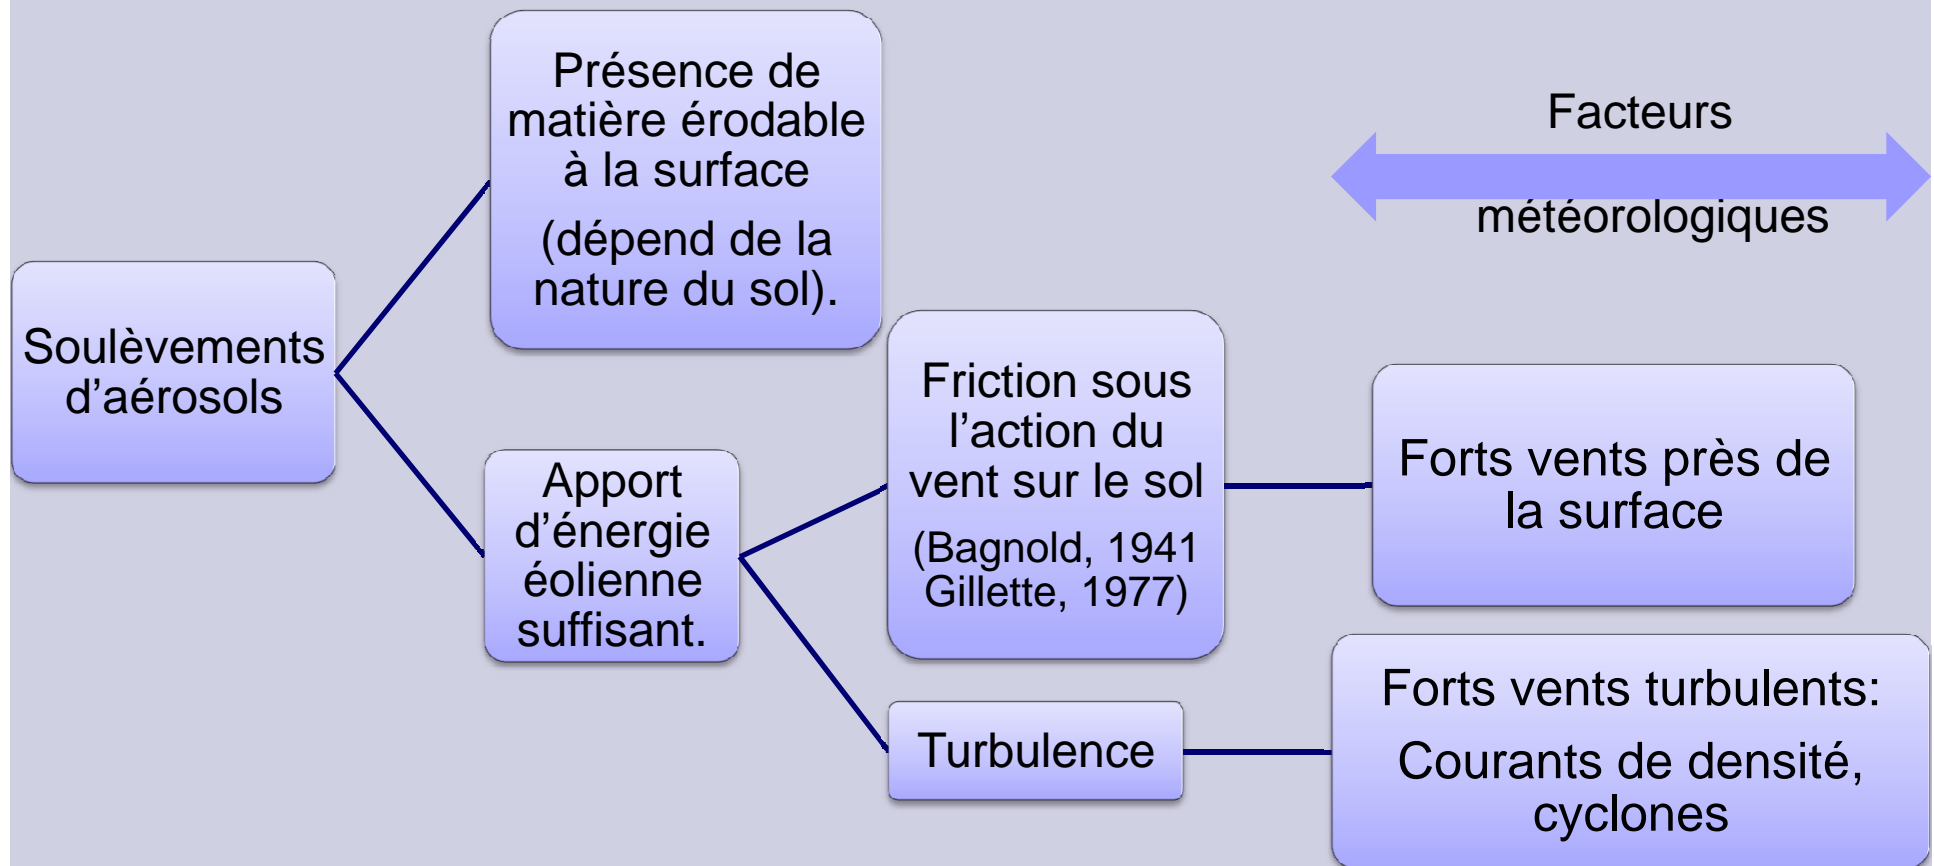 Présence de
matière érodable
à la surface
(dépend de la
nature du sol).
Facteurs
météorologiques
Soulèvements
d’aérosols
Apport
d’énergie
éolienne
suffisant.
Friction sous
l’action du
vent sur le sol
(Bagnold, 1941
Gillette, 1977)
Forts vents près de
la surface
Turbulence
Forts vents turbulents:
Courants de densité,
cyclones